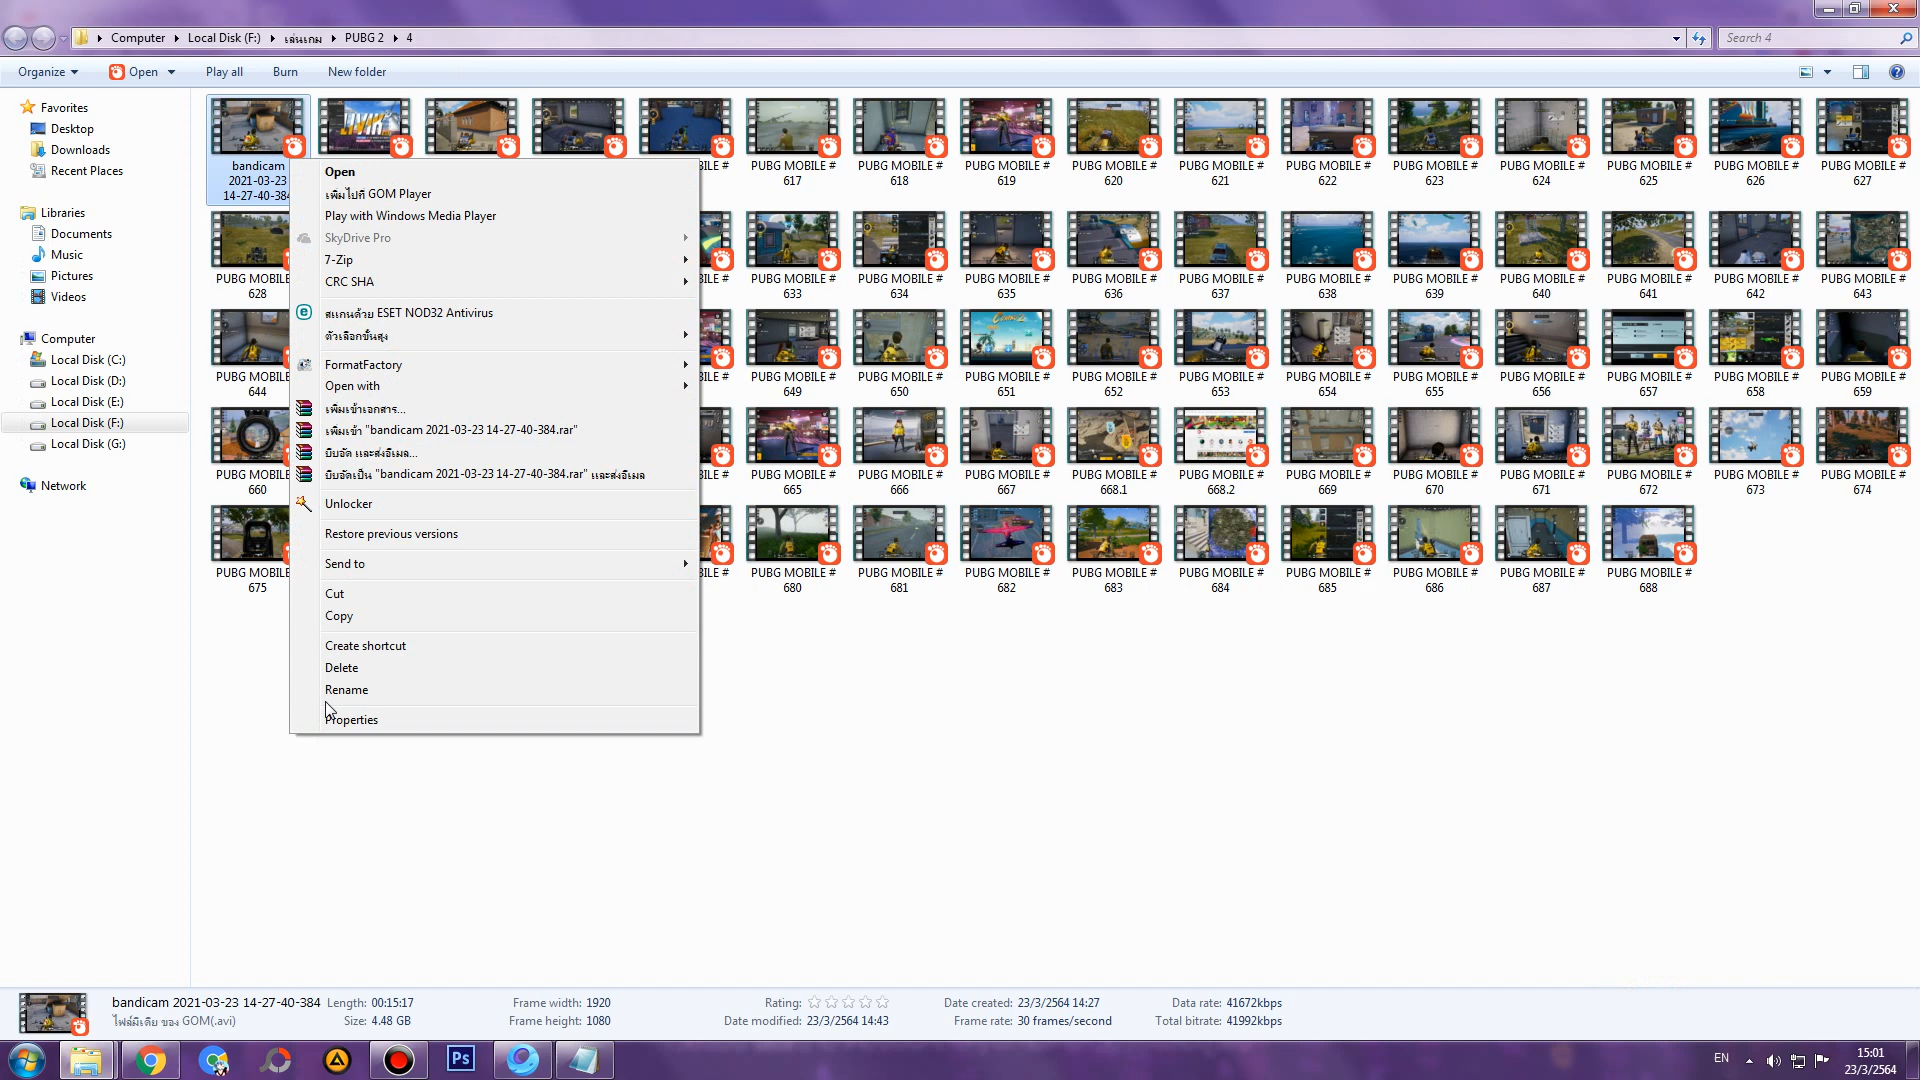 Computer
Local Disk (F:)
เล่นเกม
PUBG 2
4
Search 4
Organize
Open
Play all
Burn
New folder
Favorites
Desktop
Downloads
Recent Places
Libraries
Documents
Music
Pictures
Videos
Computer
Local Disk (C:)
Local Disk (D:)
Local Disk (E:)
Local Disk (F:)
Local Disk (G:)
Network
bandicam
2021-03-23
14-27-40-384
BILE #
PUBG MOBILE #
617
PUBG MOBILE #
618
PUBG MOBILE #
619
PUBG MOBILE #
620
PUBG MOBILE #
621
PUBG MOBILE #
622
PUBG MOBILE #
623
PUBG MOBILE #
624
PUBG MOBILE #
625
PUBG MOBILE #
626
PUBG MOBILE #
627
PUBG MOBILE
628
BILE #
PUBG MOBILE #
633
PUBG MOBILE #
634
PUBG MOBILE #
635
PUBG MOBILE #
636
PUBG MOBILE #
637
PUBG MOBILE #
638
PUBG MOBILE #
639
PUBG MOBILE #
640
PUBG MOBILE #
641
PUBG MOBILE #
642
PUBG MOBILE #
643
PUBG MOBILE
644
BILE #
PUBG MOBILE #
649
PUBG MOBILE #
650
PUBG MOBILE #
651
PUBG MOBILE #
652
PUBG MOBILE #
653
PUBG MOBILE #
654
PUBG MOBILE #
655
PUBG MOBILE #
656
PUBG MOBILE #
657
PUBG MOBILE #
658
PUBG MOBILE #
659
PUBG MOBILE
660
BILE #
PUBG MOBILE #
665
PUBG MOBILE #
666
PUBG MOBILE #
667
PUBG MOBILE #
668.1
PUBG MOBILE #
668.2
PUBG MOBILE #
669
PUBG MOBILE #
670
PUBG MOBILE #
671
PUBG MOBILE #
672
PUBG MOBILE #
673
PUBG MOBILE #
674
PUBG MOBILE
675
BILE #
PUBG MOBILE #
680
PUBG MOBILE #
681
PUBG MOBILE #
682
PUBG MOBILE #
683
PUBG MOBILE #
684
PUBG MOBILE #
685
PUBG MOBILE #
686
PUBG MOBILE #
687
PUBG MOBILE #
688
Open
เพิ่มไปที่ GOM Player
Play with Windows Media Player
SkyDrive Pro
7-Zip
CRC SHA
สแกนด้วย ESET NOD32 Antivirus
ตัวเลือกขั้นสูง
FormatFactory
Open with
เพิ่มเข้าเอกสาร...
เพิ่มเข้า "bandicam 2021-03-23 14-27-40-384.rar"
บีบอัด และส่งอีเมล...
บีบอัดเป็น "bandicam 2021-03-23 14-27-40-384.rar" และส่งอีเมล
Unlocker
Restore previous versions
Send to
Cut
Copy
Create shortcut
Delete
Rename
Properties
bandicam 2021-03-23 14-27-40-384 Length: 00:15:17 Frame width: 1920 Rating: Date created: 23/3/2564 14:27 Data rate: 41672kbps
ไฟล์มีเดีย ของ GOM(.avi) Size: 4.48 GB Frame height: 1080 Date modified: 23/3/2564 14:43 Frame rate: 30 frames/second Total bitrate: 41992kbps
Ps
EN
15:01
23/3/2564